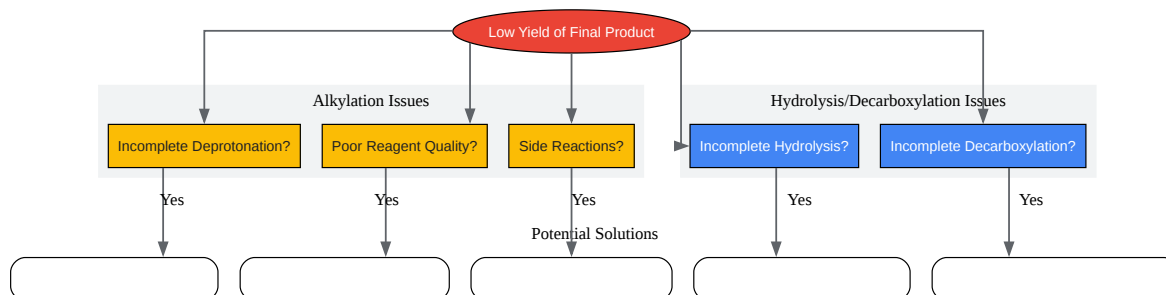 Low Yield of Final Product
Alkylation Issues
Hydrolysis/Decarboxylation Issues
Incomplete Deprotonation?
Poor Reagent Quality?
Side Reactions?
Incomplete Hydrolysis?
Incomplete Decarboxylation?
Yes
Yes
Yes
Yes
Yes
Potential Solutions